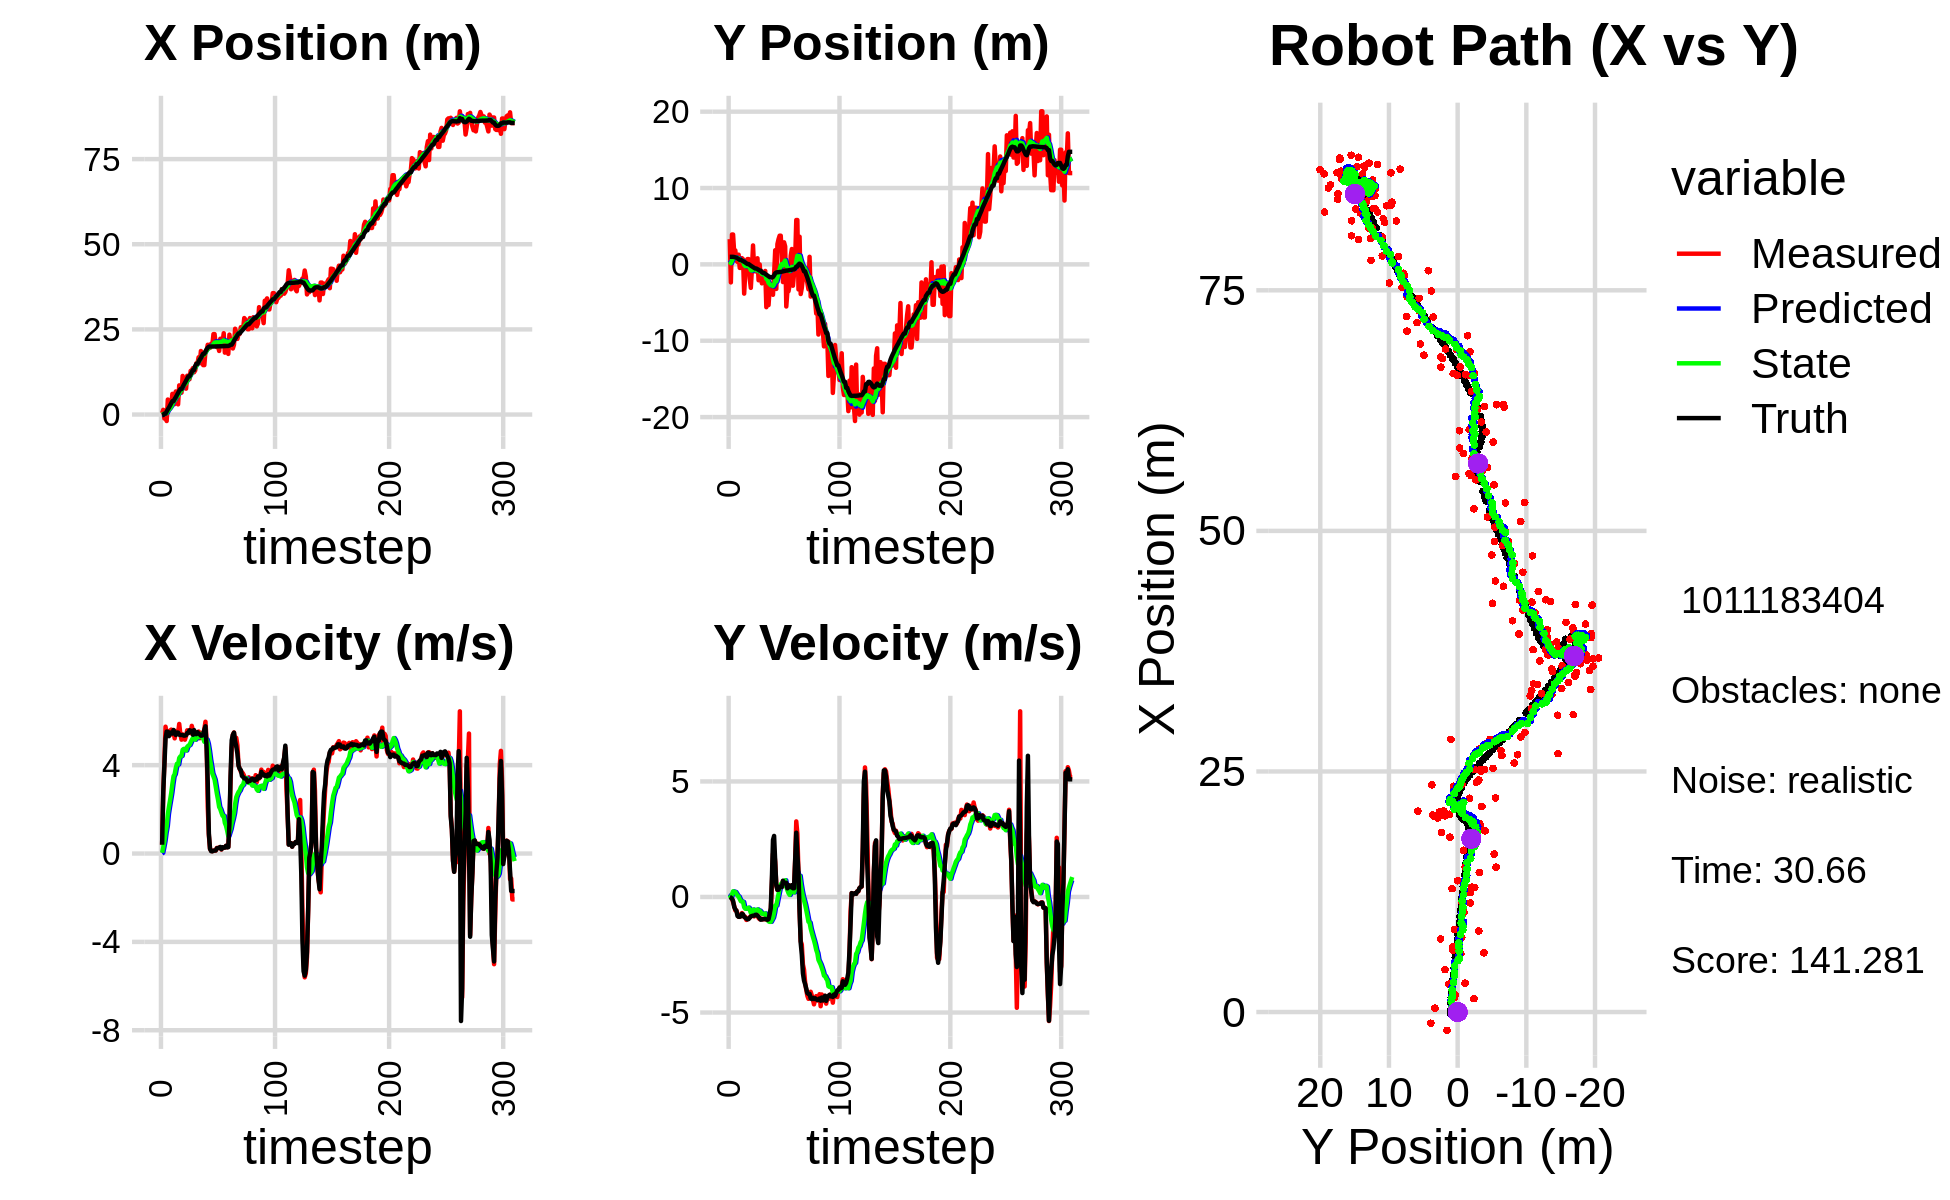 X Position (m)
75
50
25
0
0
100
200
300
timestep
Y Position (m)
20
10
0
-10
-20
0
100
200
300
timestep
X Velocity (m/s)
4
0
-4
-8
0
100
200
300
timestep
Y Velocity (m/s)
5
0
-5
0
100
200
300
timestep
Robot Path (X vs Y)
X Position (m)
75
50
25
0
20 10 0 -10 -20
Y Position (m)
variable
Measured
Predicted
State
Truth
1011183404
Obstacles: none
Noise: realistic
Time: 30.66
Score: 141.281